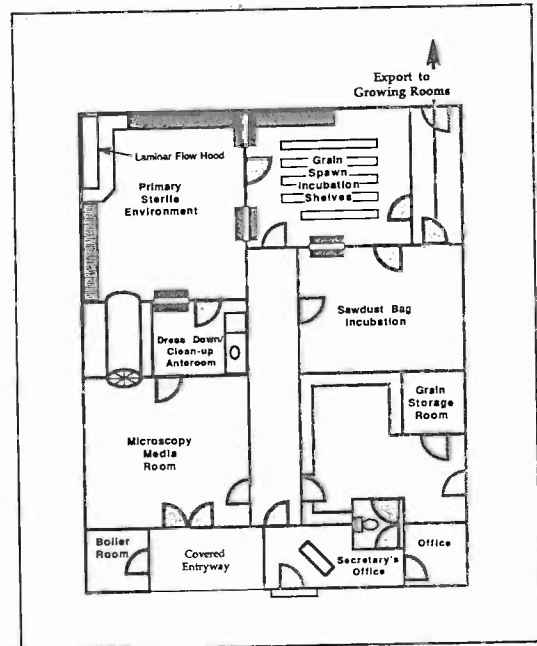 Export to
Growing Rooms
Laminar Flow Hood
Primary
Sterile
Environment
Grain
Spawn
Incubation
Shelves
Sawdust Bag
Incubation
Dress Down/
Clean-up
Anteroom
Grain
Storage
Room
Microscopy
Media
Room
Boiler
Room
Covered
Entryway
Secretary's
Office
Office